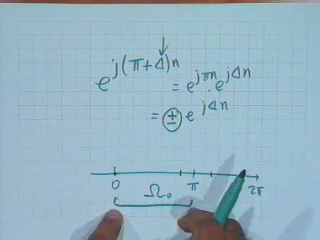 e^{j(π+Δ)n}
= e^{jπn} · e^{jΔn}
= ± e^{jΔn}
0 Ω₀ π 2π